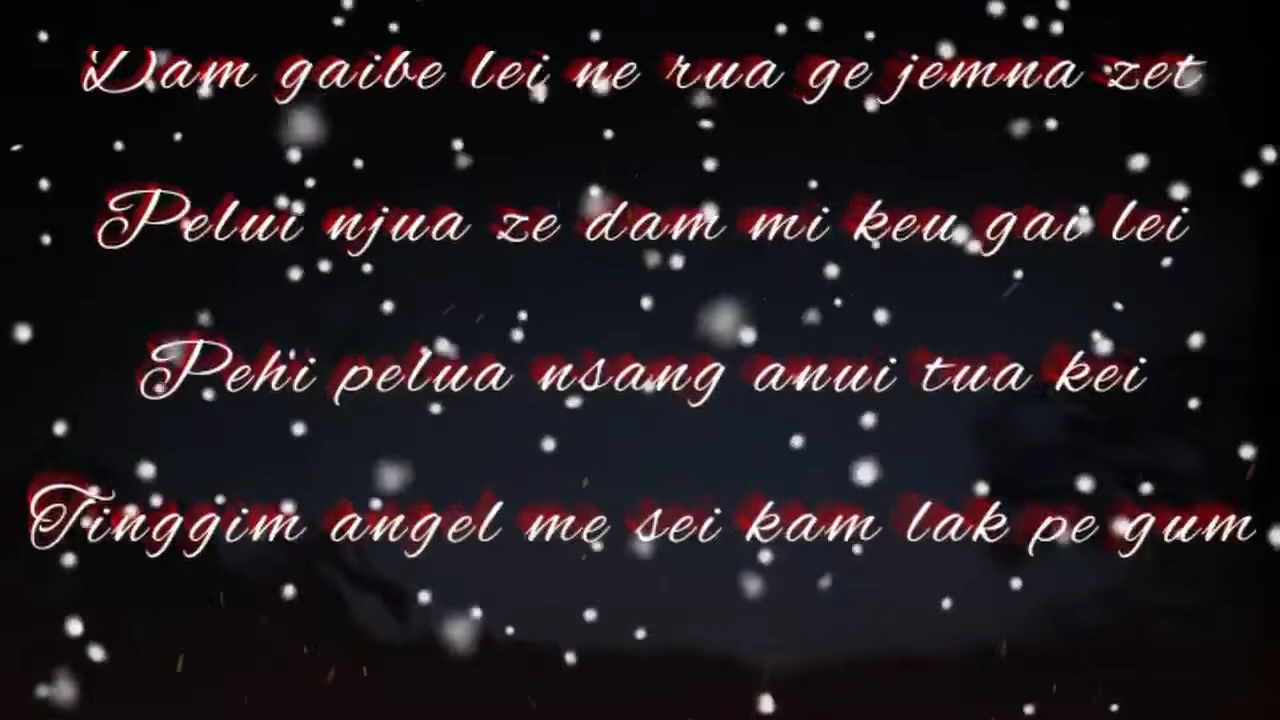 Dam gaibe lei ne rua ge jemna zet
Pelui njua ze dam mi keu gai lei
Pehi pelua nsang anui tua kei
Tinggim angel me sei kam lak pe gum